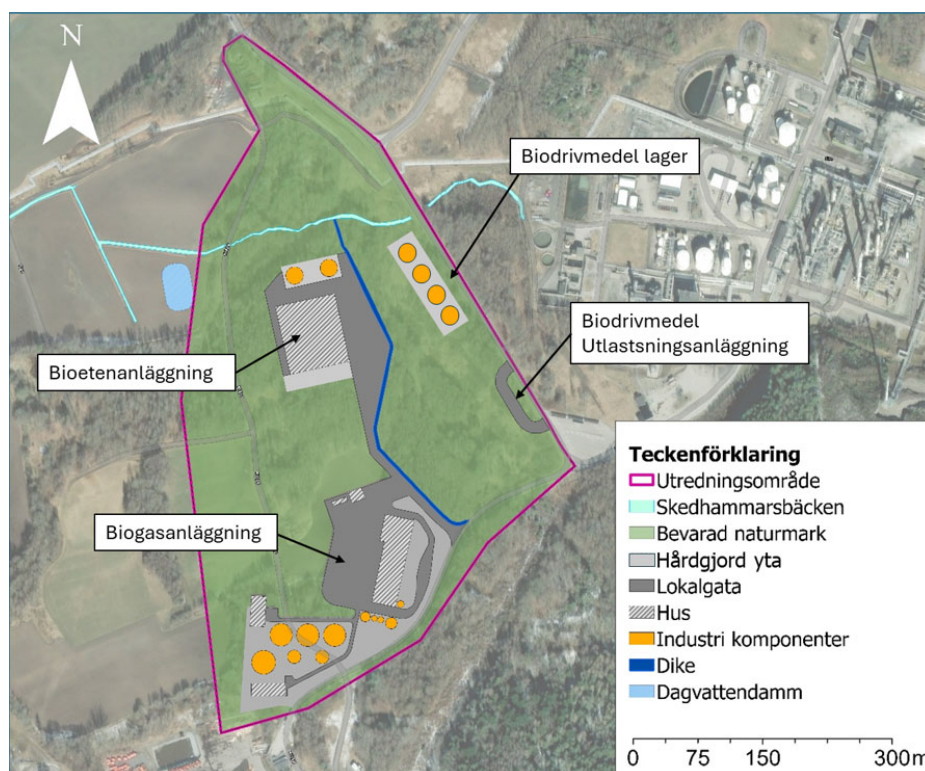 N
Biodrivmedel lager
Biodrivmedel
Utlastsningsanläggning
Bioetenanläggning
Biogasanläggning
Teckenförklaring
Utredningsområde
Skedhammarsbäcken
Bevarad naturmark
Hårdgjord yta
Lokalgata
Hus
Industri komponenter
Dike
Dagvattendamm
0 75 150 300m